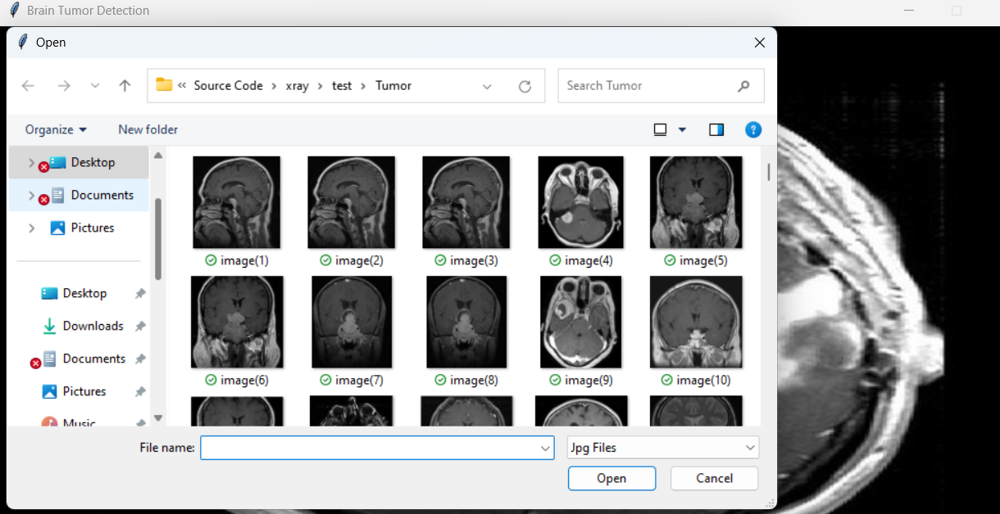 Brain Tumor Detection
Open
« Source Code > xray > test > Tumor
Search Tumor
Organize
New folder
?
Desktop
Documents
Pictures
Desktop
Downloads
Documents
Pictures
Music
image(1)
image(2)
image(3)
image(4)
image(5)
image(6)
image(7)
image(8)
image(9)
image(10)
File name:
Jpg Files
Open
Cancel